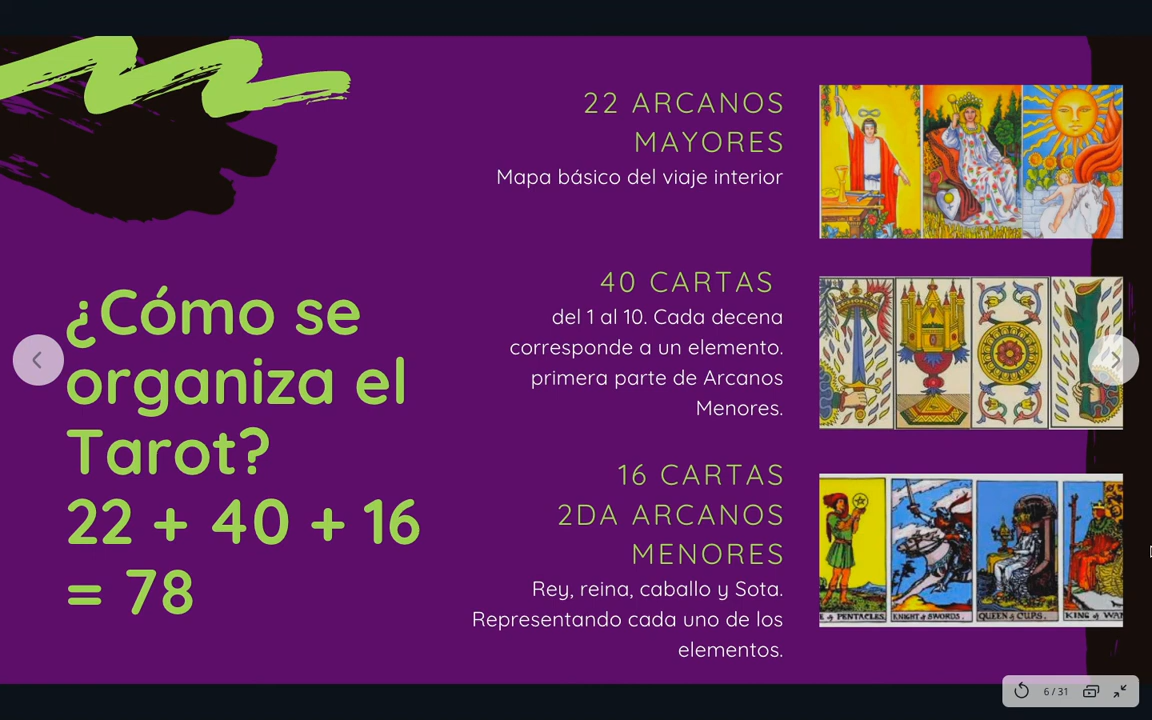 ¿Cómo se
organiza el
Tarot?
22 + 40 + 16
= 78
22 ARCANOS
MAYORES
Mapa básico del viaje interior
40 CARTAS
del 1 al 10. Cada decena
corresponde a un elemento.
primera parte de Arcanos
Menores.
16 CARTAS
2DA ARCANOS
MENORES
Rey, reina, caballo y Sota.
Representando cada uno de los
elementos.
E of PENTACLES.
KNIGHT of SWORDS.
QUEEN of CUPS.
KING of WAN
6 / 31